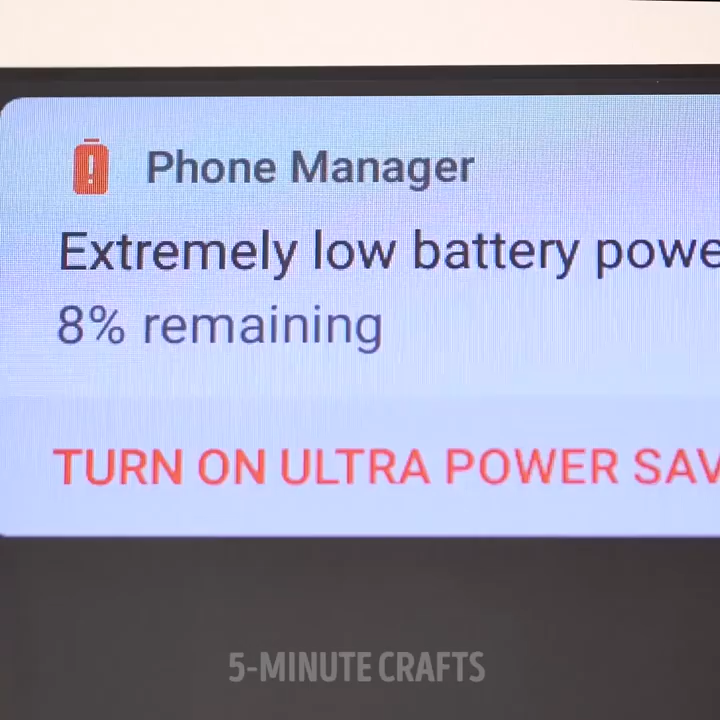 Phone Manager
Extremely low battery powe
8% remaining
TURN ON ULTRA POWER SAV
5-MINUTE CRAFTS